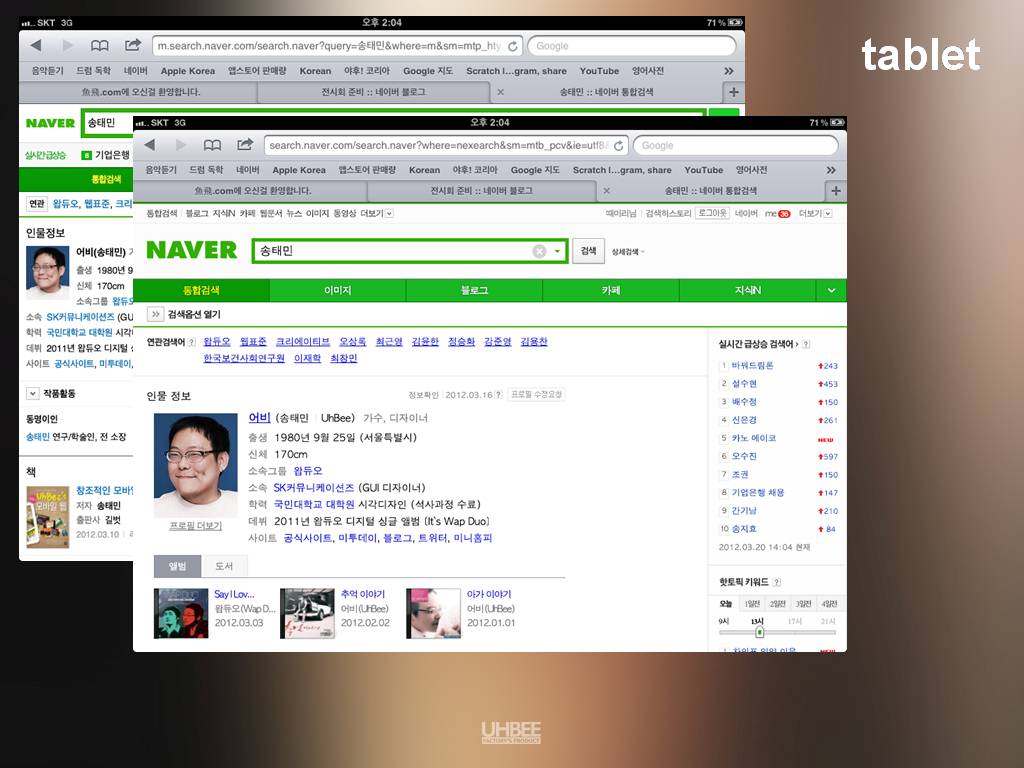 tablet
SKT 3G 오후 2:04 71%
m.search.naver.com/search.naver?query=송태민&where=m&sm=mtp_hty
Google
음악듣기 드럼 독학 네이버 Apple Korea 앱스토어 판매량 Korean 야후! 코리아 Google 지도 Scratch l...gram, share YouTube 영어사전
魚飛.com에 오신걸 환영합니다. 전시회 준비 :: 네이버 블로그 송태민 :: 네이버 통합검색
NAVER 송태민
실시간급상승 8 기업은행
통합검색
연관 왑듀오, 웹표준, 크리
인물정보
어비(송태민)
출생 1980년 9
신체 170cm
소속그룹 왑듀오
소속 SK커뮤니케이션즈 (GU
학력 국민대학교 대학원 시각
데뷔 2011년 왑듀오 디지털 싱
사이트 공식사이트, 미투데이,
작품활동
동명이인
송태민 연구/학술인, 전 소장
책
창조적인 모바일
저자 송태민
출판사 길벗
2012.03.10
SKT 3G 오후 2:04 71%
search.naver.com/search.naver?where=nexearch&sm=mtb_pcv&ie=utf8&
Google
음악듣기 드럼 독학 네이버 Apple Korea 앱스토어 판매량 Korean 야후! 코리아 Google 지도 Scratch l...gram, share YouTube 영어사전
魚飛.com에 오신걸 환영합니다. 전시회 준비 :: 네이버 블로그 송태민 :: 네이버 통합검색
통합검색 블로그 지식iN 카페 웹문서 뉴스 이미지 동영상 더보기
때미리님 검색히스토리 로그아웃 네이버 me 36 더보기
NAVER 송태민 검색 상세검색
통합검색 이미지 블로그 카페 지식iN
검색옵션 열기
연관검색어 ? 왑듀오 웹표준 크리에이티브 오상록 최근영 김윤한 정승화 강준영 김용찬
한국보건사회연구원 이재학 최창민
인물 정보
정보확인 2012.03.16 ? 프로필 수정요청
어비 (송태민 | UhBee) 가수, 디자이너
출생 1980년 9월 25일 (서울특별시)
신체 170cm
소속그룹 왑듀오
소속 SK커뮤니케이션즈 (GUI 디자이너)
학력 국민대학교 대학원 시각디자인 (석사과정 수료)
데뷔 2011년 왑듀오 디지털 싱글 앨범 [It's Wap Duo]
사이트 공식사이트, 미투데이, 블로그, 트위터, 미니홈피
프로필 더보기
앨범 도서
Say I Lov...
왑듀오(Wap D...
2012.03.03
추억 이야기
어비(UhBee)
2012.02.02
아가 이야기
어비(UhBee)
2012.01.01
실시간 급상승 검색어 ?
1 바워드림론 243
2 설수현 453
3 배수정 150
4 신은경 261
5 카노 에이코 NEW
6 오수진 597
7 조권 150
8 기업은행 채용 147
9 간기남 210
10 송지효 84
2012.03.20 14:04 현재
핫토픽 키워드 ?
오늘 1일전 2일전 3일전 4일전
9시 13시 17시 21시
UHBEE
FACTORY'S PRODUCT